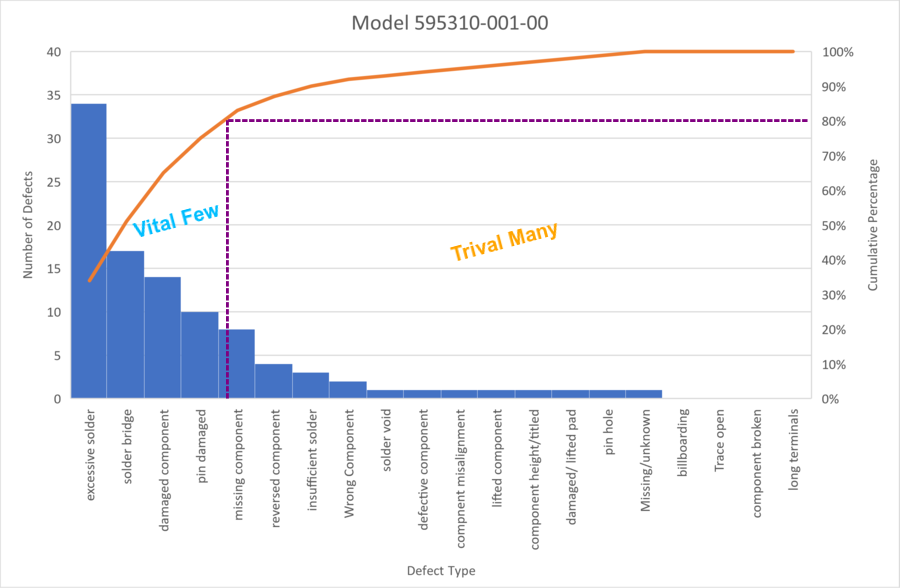 Model 595310-001-00
40
35
30
25
20
15
10
5
0
Number of Defects
100%
90%
80%
70%
60%
50%
40%
30%
20%
10%
0%
Cumulative Percentage
Vital Few
Trival Many
excessive solder
solder bridge
damaged component
pin damaged
missing component
reversed component
insufficient solder
Wrong Component
solder void
defective component
compnent misalignment
lifted component
component height/titled
damaged/ lifted pad
pin hole
Missing/unknown
billboarding
Trace open
component broken
long terminals
Defect Type